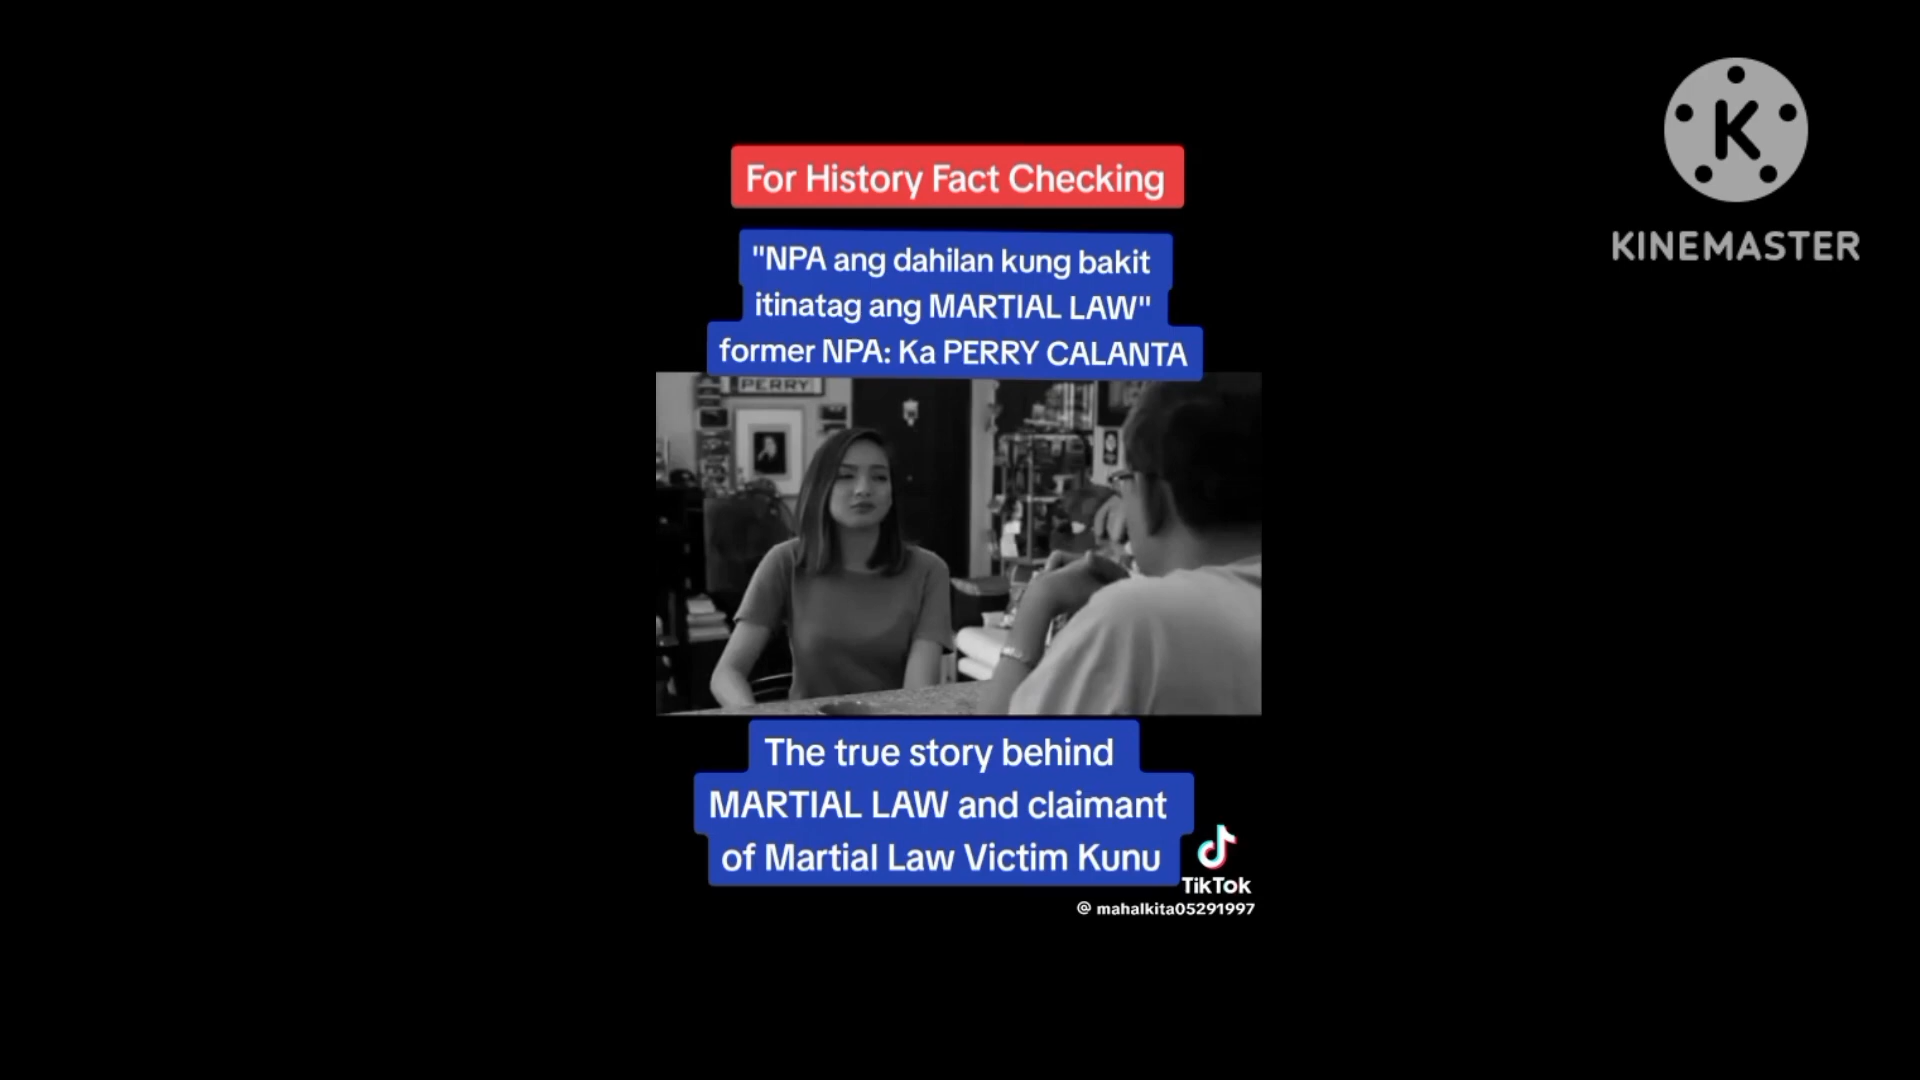 For History Fact Checking
"NPA ang dahilan kung bakit
itinatag ang MARTIAL LAW"
former NPA: Ka PERRY CALANTA
PERRY
The true story behind
MARTIAL LAW and claimant
of Martial Law Victim Kunu
TikTok
@ mahalkita05291997
K
KINEMASTER